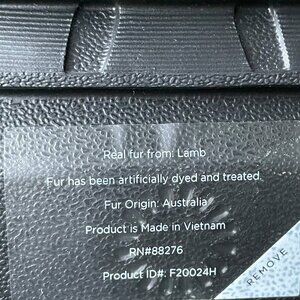 Real fur from: Lamb
Fur has been artificially dyed and treated.
Fur Origin: Australia
Product is Made in Vietnam
RN#88276
Product ID#: F20024H
REMOVE